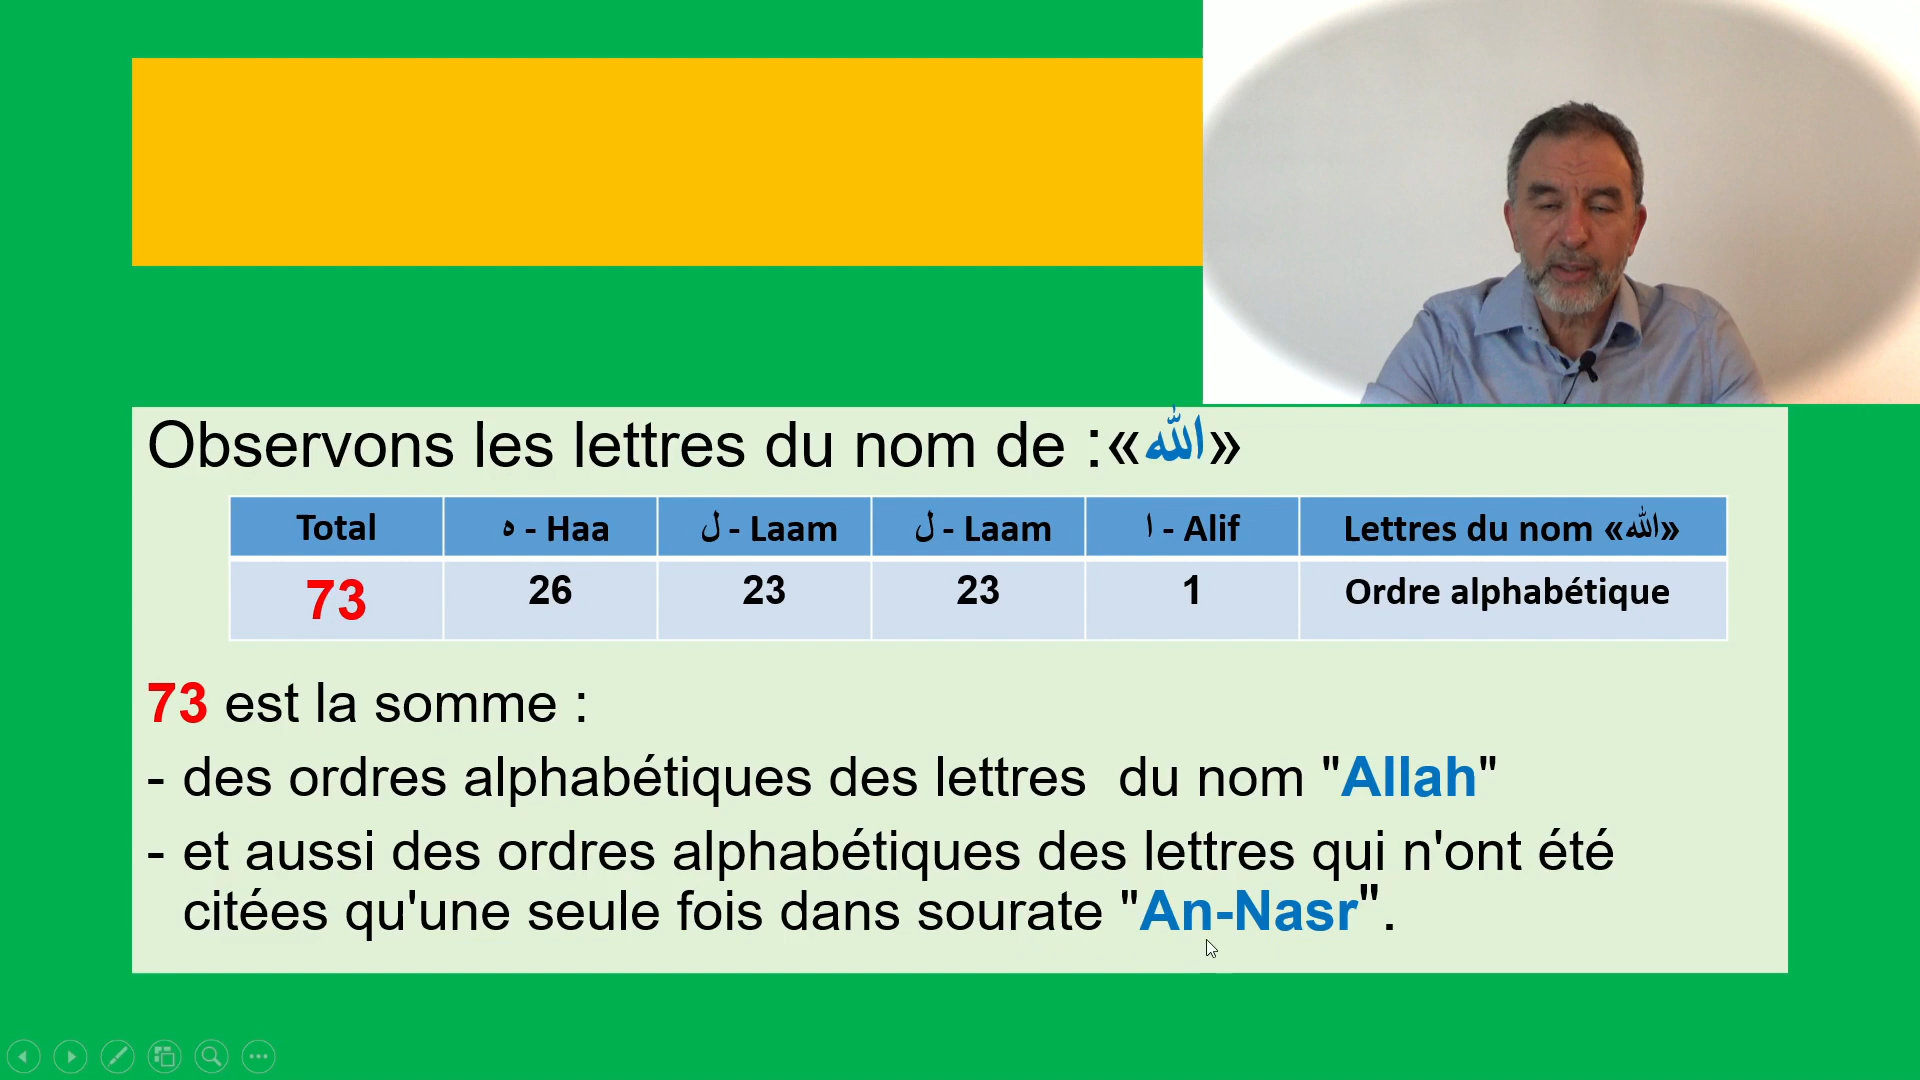 Observons les lettres du nom de :«الله»
Total	ه - Haa	ل - Laam	ل - Laam	ا - Alif	Lettres du nom «الله»
73	26	23	23	1	Ordre alphabétique
73 est la somme :
- des ordres alphabétiques des lettres du nom "Allah"
- et aussi des ordres alphabétiques des lettres qui n'ont été
citées qu'une seule fois dans sourate "An-Nasr".